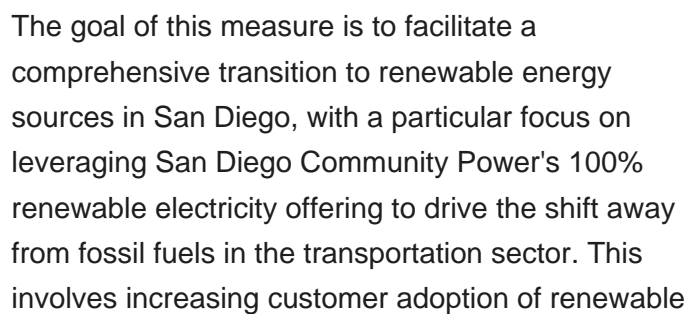 The goal of this measure is to facilitate a
comprehensive transition to renewable energy
sources in San Diego, with a particular focus on
leveraging San Diego Community Power's 100%
renewable electricity offering to drive the shift away
from fossil fuels in the transportation sector. This
involves increasing customer adoption of renewable